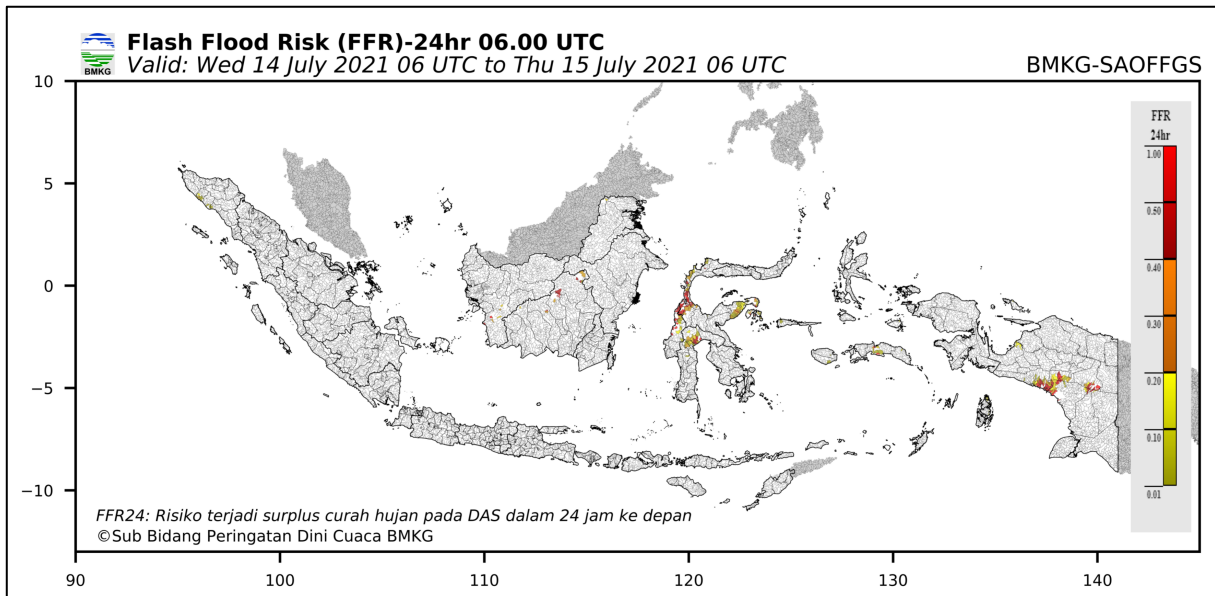 Flash Flood Risk (FFR)-24hr 06.00 UTC
BMKG
Valid: Wed 14 July 2021 06 UTC to Thu 15 July 2021 06 UTC
BMKG-SAOFFGS
10
5
0
−5
−10
FFR
24hr
1.00
0.50
0.40
0.30
0.20
0.10
0.01
FFR24: Risiko terjadi surplus curah hujan pada DAS dalam 24 jam ke depan
©Sub Bidang Peringatan Dini Cuaca BMKG
90
100
110
120
130
140